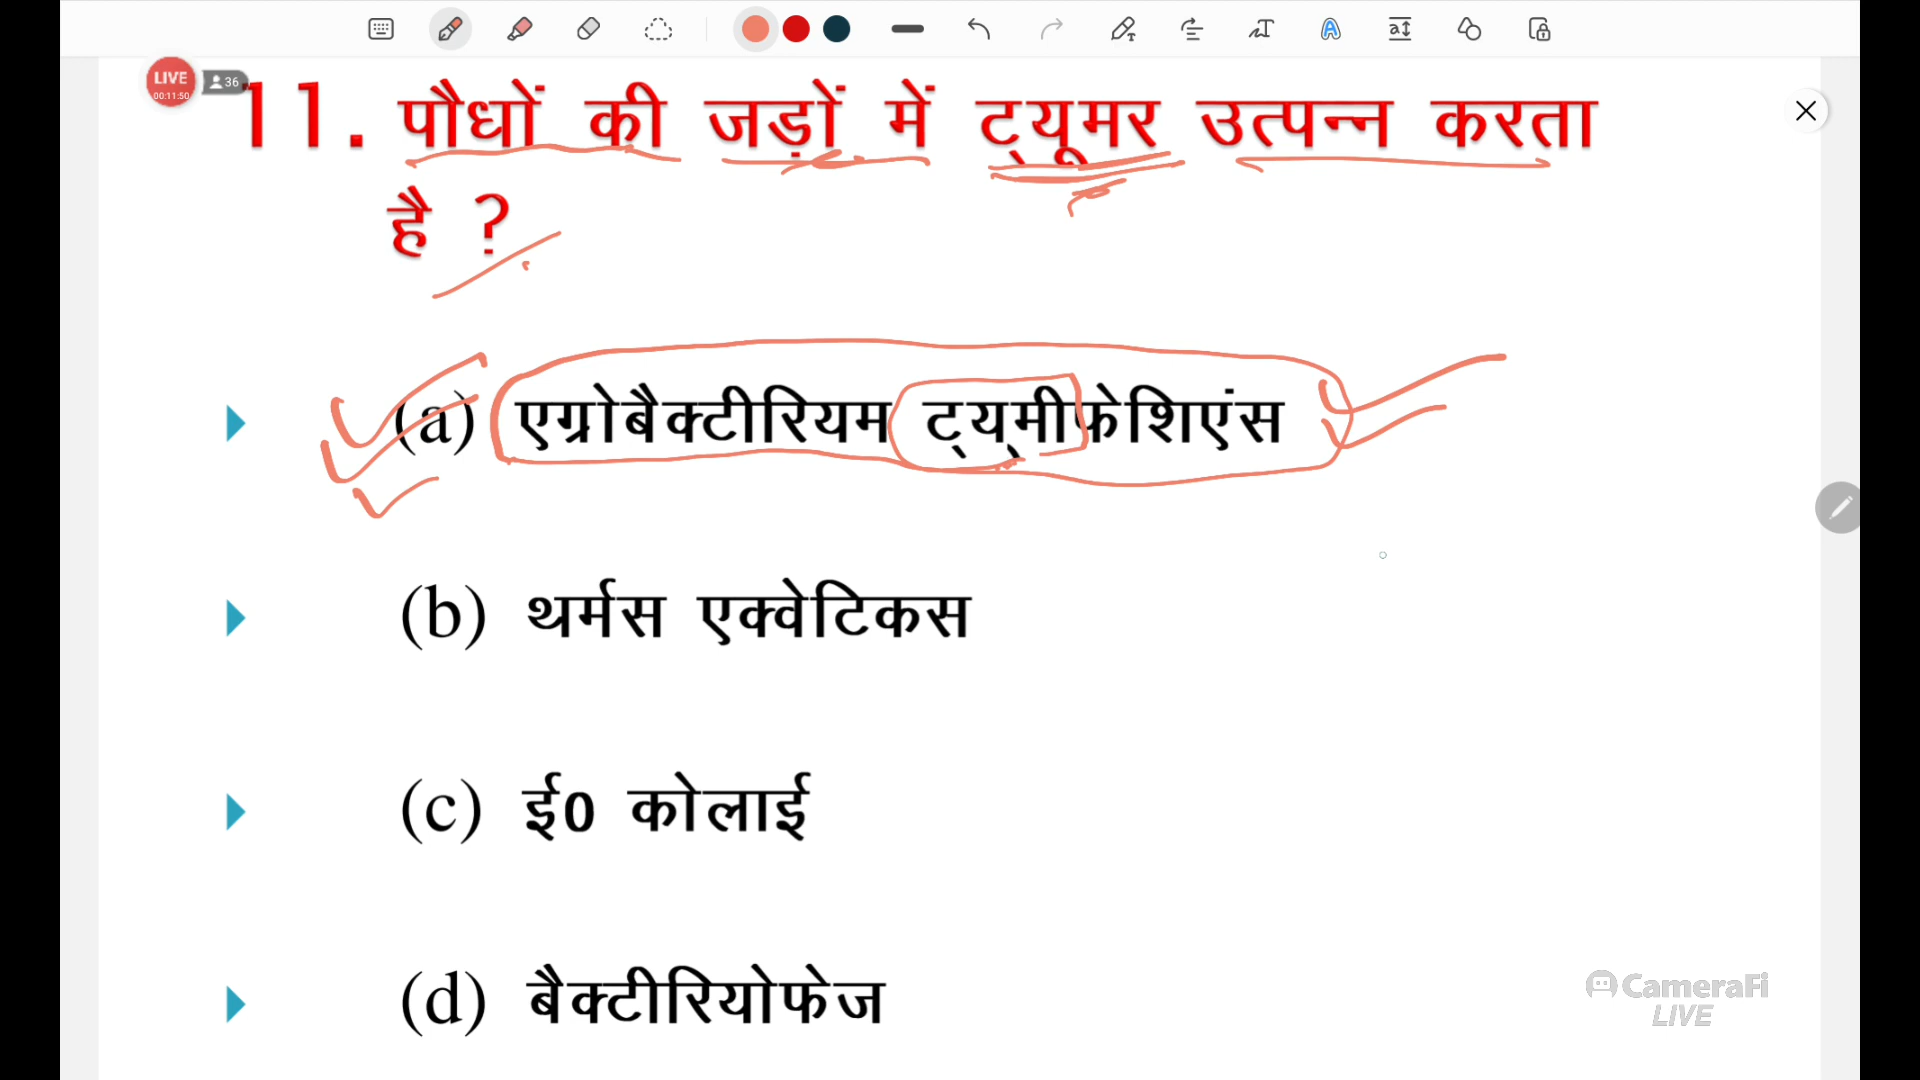 LIVE
00:11:50
36
11. पौधों की जड़ों में ट्यूमर उत्पन्न करता
है ?
(a) एग्रोबैक्टीरियम ट्यूमीफेशिएंस
(b) थर्मस एक्वेटिकस
(c) ई0 कोलाई
(d) बैक्टीरियोफेज
CameraFi
LIVE